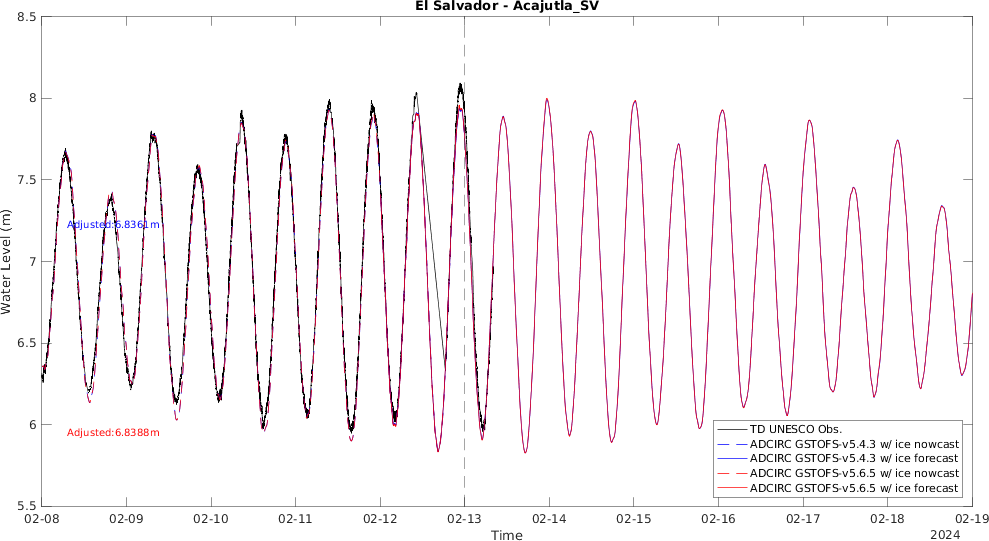 El Salvador - Acajutla_SV
8.5
8
7.5
7
6.5
6
5.5
Water Level (m)
Adjusted:6.8361m
Adjusted:6.8388m
TD UNESCO Obs.
ADCIRC GSTOFS-v5.4.3 w/ ice nowcast
ADCIRC GSTOFS-v5.4.3 w/ ice forecast
ADCIRC GSTOFS-v5.6.5 w/ ice nowcast
ADCIRC GSTOFS-v5.6.5 w/ ice forecast
02-08 02-09 02-10 02-11 02-12 02-13 02-14 02-15 02-16 02-17 02-18 02-19
Time
2024